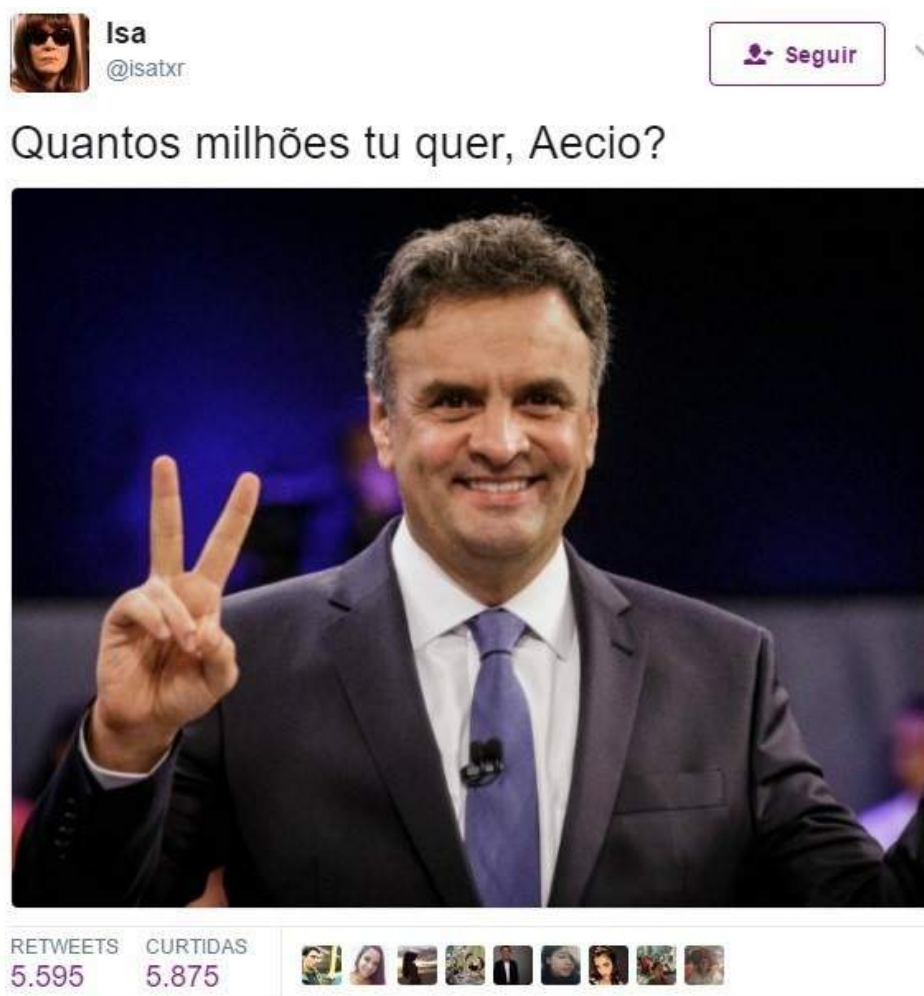 Isa
@isatxr
Seguir
Quantos milhões tu quer, Aecio?
RETWEETS CURTIDAS
5.595 5.875